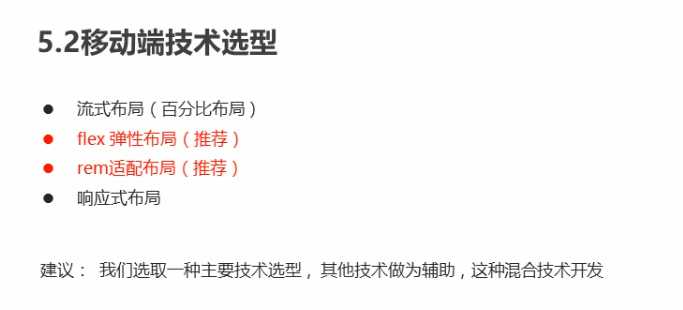 5.2移动端技术选型
● 流式布局（百分比布局）
● flex 弹性布局（推荐）
● rem适配布局（推荐）
● 响应式布局
建议： 我们选取一种主要技术选型，其他技术做为辅助，这种混合技术开发